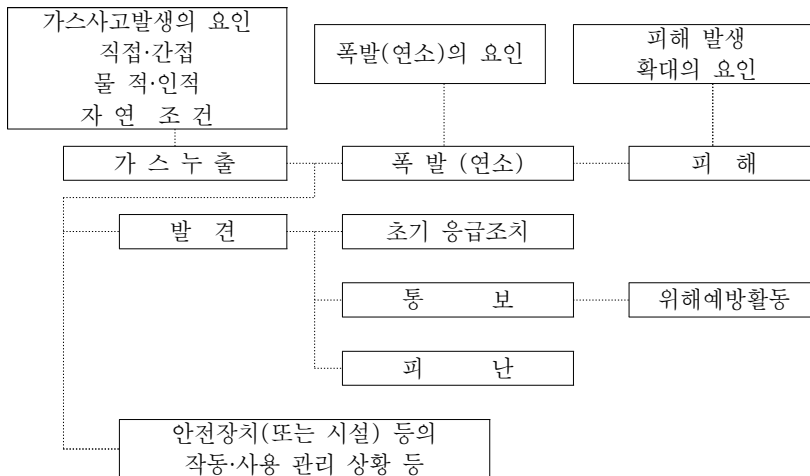 가스사고발생의 요인
직접·간접
물 적·인적
자 연 조 건
폭발(연소)의 요인
피해 발생
확대의 요인
가 스 누 출
폭 발 (연소)
피 해
발 견
초기 응급조치
통 보
위해예방활동
피 난
안전장치(또는 시설) 등의
작동·사용 관리 상황 등